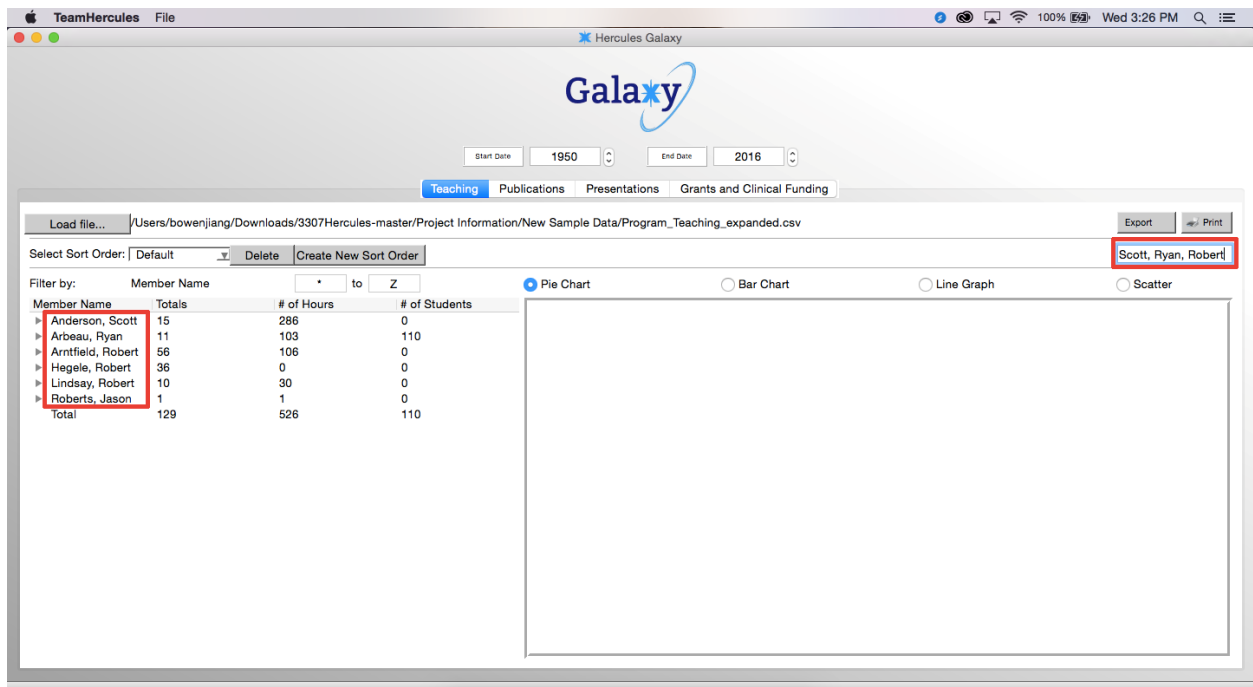 TeamHercules File 100% Wed 3:26 PM
Hercules Galaxy
Galaxy
Start Date 1950 End Date 2016
Teaching Publications Presentations Grants and Clinical Funding
Load file... /Users/bowenjiang/Downloads/3307Hercules-master/Project Information/New Sample Data/Program_Teaching_expanded.csv Export Print
Select Sort Order: Default Delete Create New Sort Order Scott, Ryan, Robert
Filter by: Member Name * to Z Pie Chart Bar Chart Line Graph Scatter
Member Name Totals # of Hours # of Students
Anderson, Scott 15 286 0
Arbeau, Ryan 11 103 110
Arntfield, Robert 56 106 0
Hegele, Robert 36 0 0
Lindsay, Robert 10 30 0
Roberts, Jason 1 1 0
Total 129 526 110